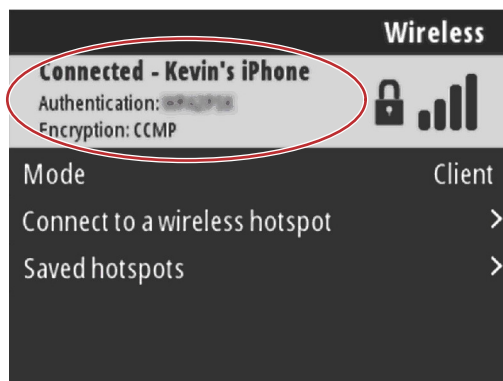 Wireless
Connected - Kevin's iPhone
Authentication:
Encryption: CCMP
Mode Client
Connect to a wireless hotspot >
Saved hotspots >